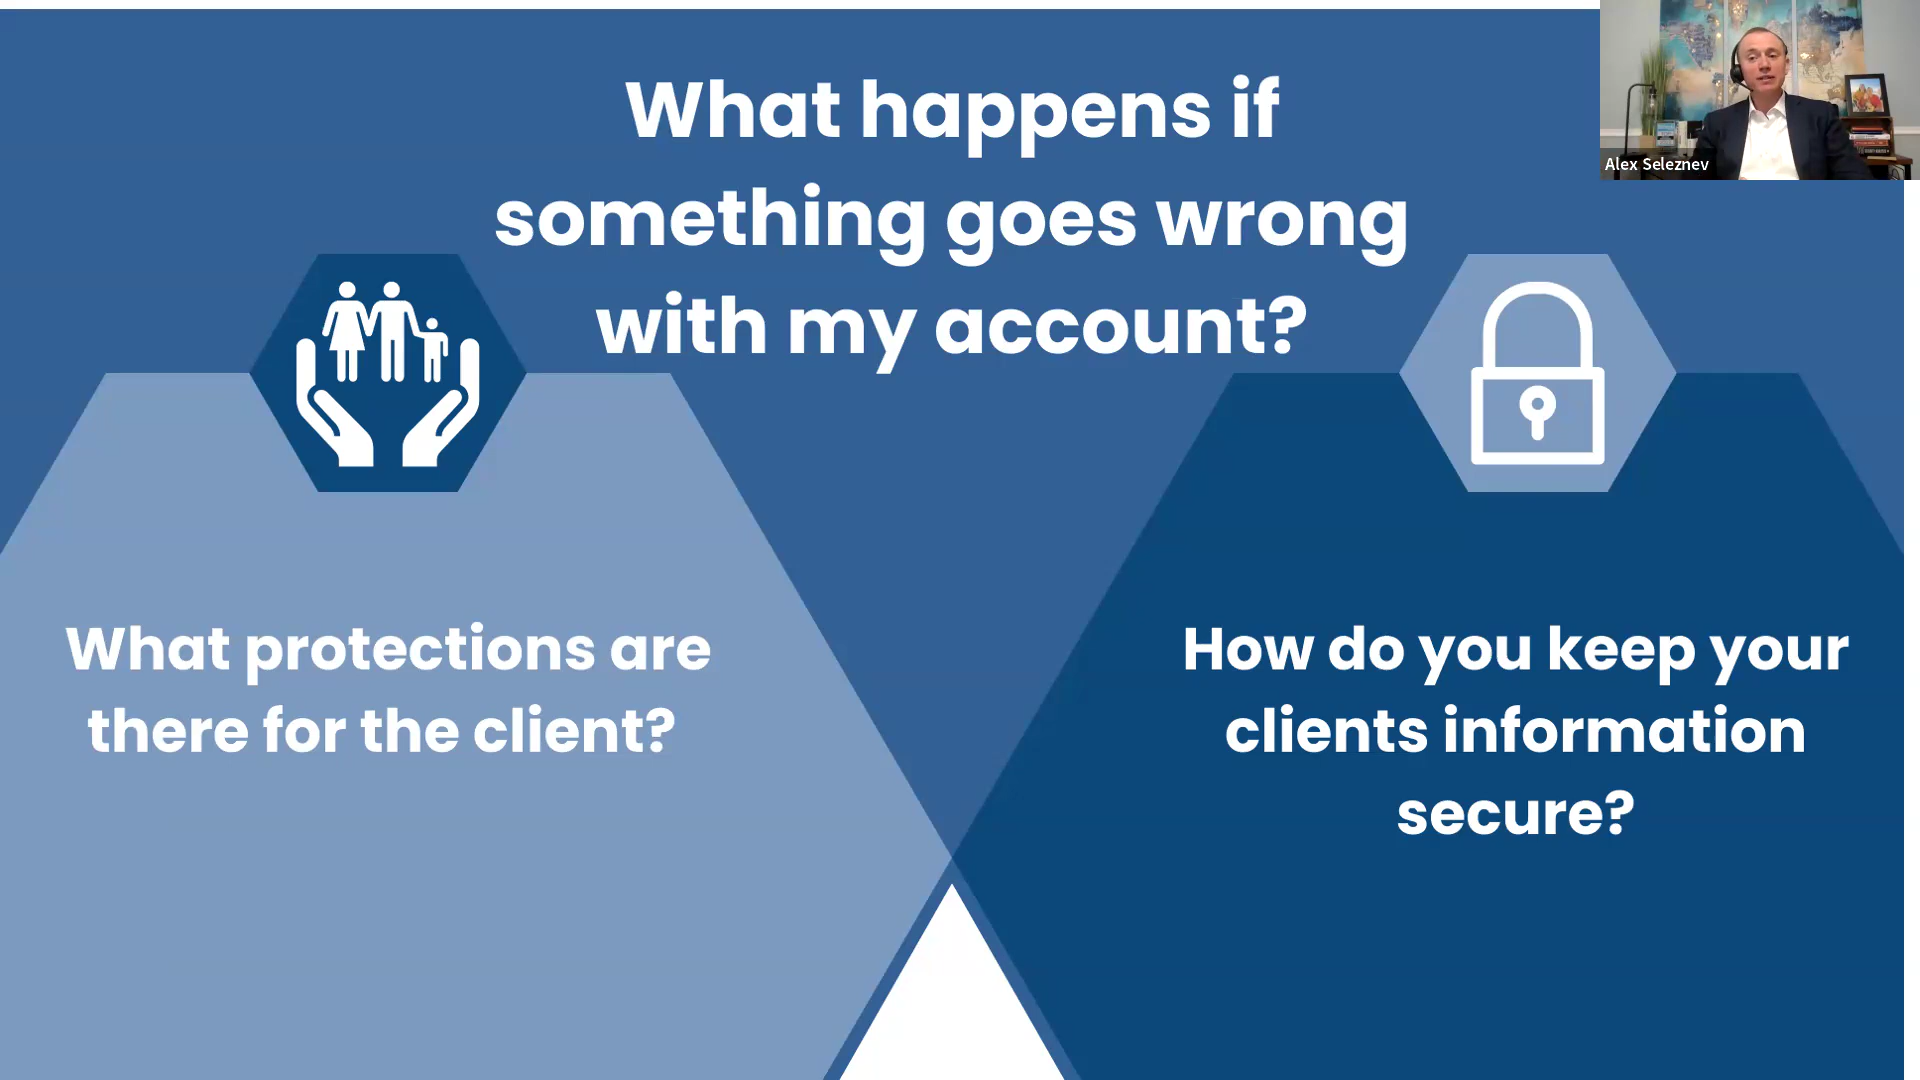 What happens if
something goes wrong
with my account?
Alex Seleznev
What protections are
there for the client?
How do you keep your
clients information
secure?